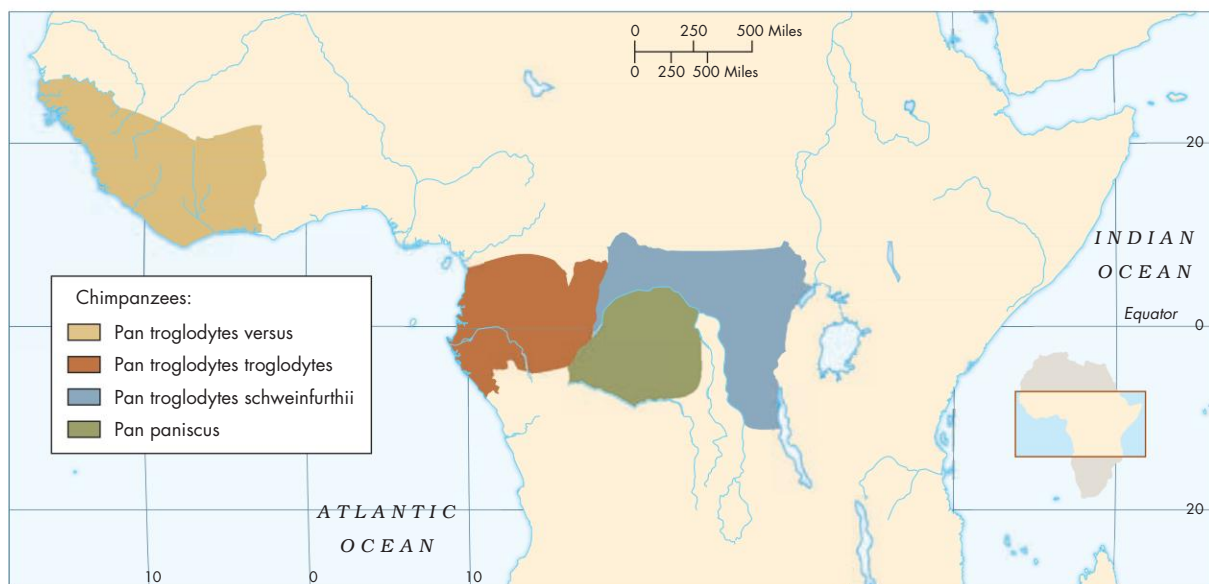 0 250 500 Miles
0 250 500 Miles
20
INDIAN
OCEAN
Equator
0
Chimpanzees:
Pan troglodytes versus
Pan troglodytes troglodytes
Pan troglodytes schweinfurthii
Pan paniscus
ATLANTIC
OCEAN
20
10 0 10